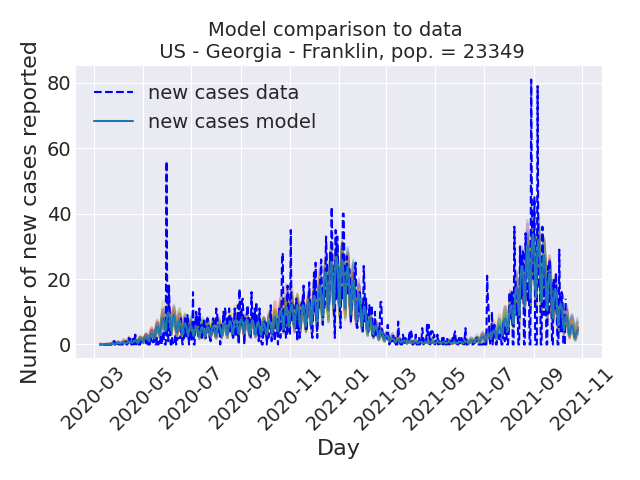 Model comparison to data
US - Georgia - Franklin, pop. = 23349
Number of new cases reported
80
60
40
20
0
new cases data
new cases model
2020-03
2020-05
2020-07
2020-09
2020-11
2021-01
2021-03
2021-05
2021-07
2021-09
2021-11
Day